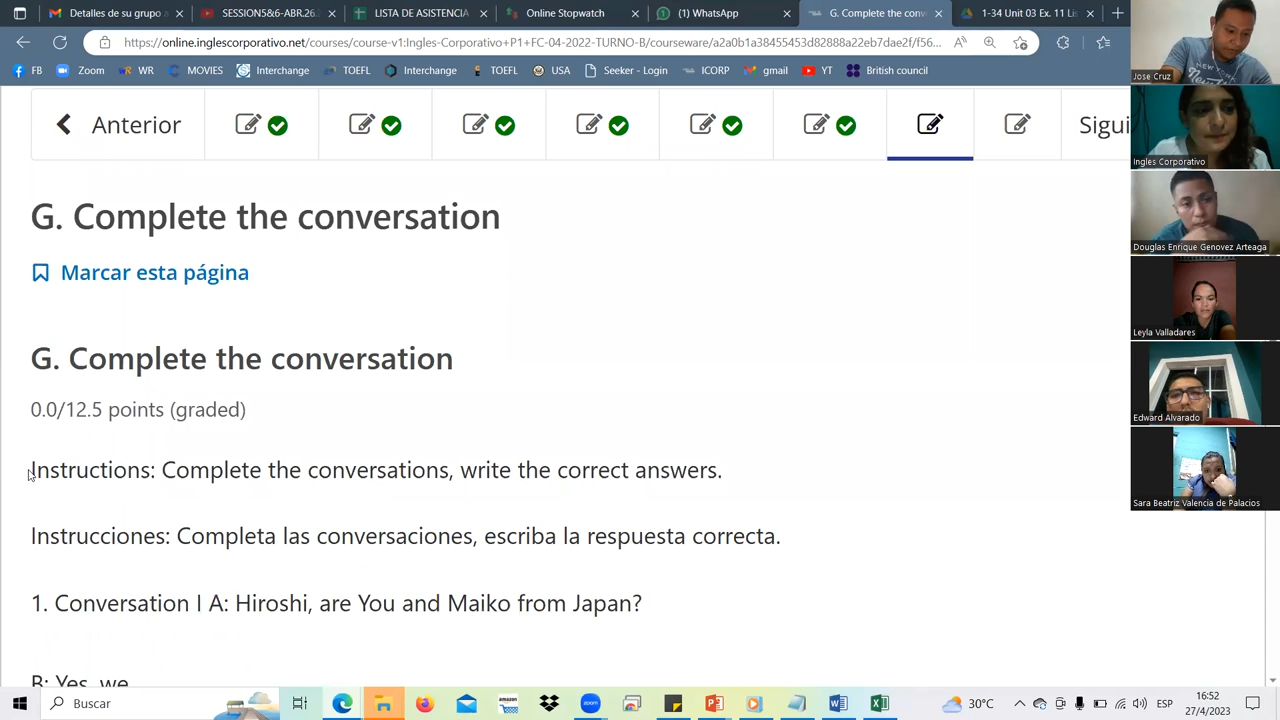 Detalles de su grupo a
SESSION5&6-ABR.26.2
LISTA DE ASISTENCIA
Online Stopwatch
(1) WhatsApp
G. Complete the conv
1-34 Unit 03 Ex. 11 Lis
https://online.inglescorporativo.net/courses/course-v1:Ingles-Corporativo+P1+FC-04-2022-TURNO-B/courseware/a2a0b1a38455453d82888a22eb7dae2f/f56...
FB
Zoom
WR
MOVIES
Interchange
TOEFL
Interchange
TOEFL
USA
Seeker - Login
ICORP
gmail
YT
British council
Anterior
Sigui
G. Complete the conversation
Marcar esta página
G. Complete the conversation
0.0/12.5 points (graded)
Instructions: Complete the conversations, write the correct answers.
Instrucciones: Completa las conversaciones, escriba la respuesta correcta.
1. Conversation I A: Hiroshi, are You and Maiko from Japan?
B: Yes, we
Jose Cruz
Ingles Corporativo
Douglas Enrique Genovez Arteaga
Leyla Valladares
Edward Alvarado
Sara Beatriz Valencia de Palacios
Buscar
30°C
ESP
16:52
27/4/2023